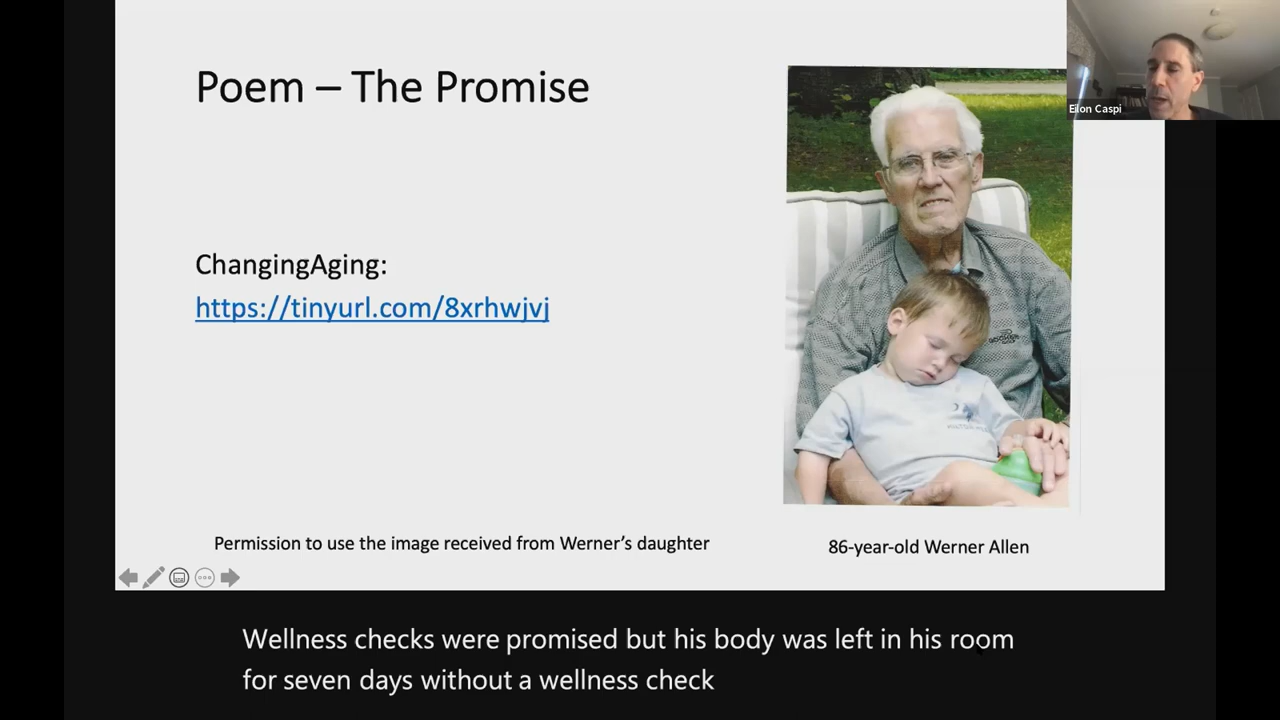 Poem – The Promise
Eilon Caspi
ChangingAging:
https://tinyurl.com/8xrhwjvj
Permission to use the image received from Werner’s daughter
86-year-old Werner Allen
Wellness checks were promised but his body was left in his room
for seven days without a wellness check